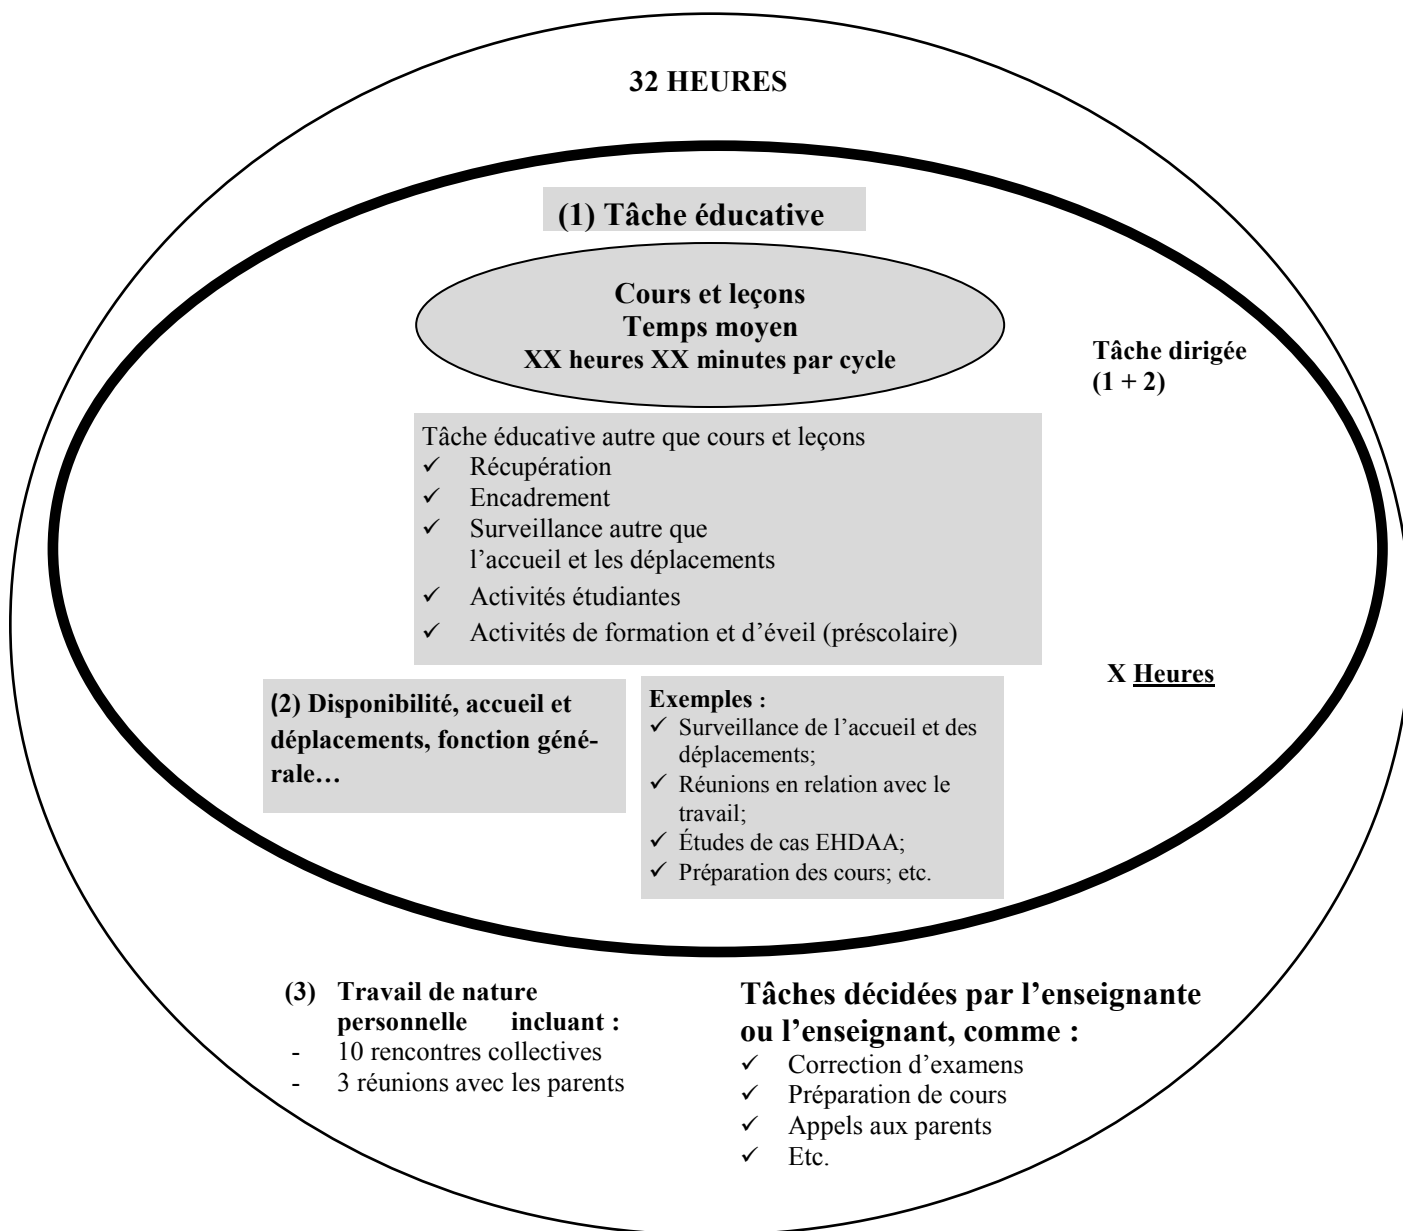 32 HEURES
(1) Tâche éducative
Cours et leçons
Temps moyen
XX heures XX minutes par cycle
Tâche dirigée
(1 + 2)
Tâche éducative autre que cours et leçons
✓ Récupération
✓ Encadrement
✓ Surveillance autre que
l’accueil et les déplacements
✓ Activités étudiantes
✓ Activités de formation et d’éveil (préscolaire)
X Heures
(2) Disponibilité, accueil et
déplacements, fonction géné-
rale…
Exemples :
✓ Surveillance de l’accueil et des
déplacements;
✓ Réunions en relation avec le
travail;
✓ Études de cas EHDAA;
✓ Préparation des cours; etc.
(3) Travail de nature
personnelle incluant :
- 10 rencontres collectives
- 3 réunions avec les parents
Tâches décidées par l’enseignante
ou l’enseignant, comme :
✓ Correction d’examens
✓ Préparation de cours
✓ Appels aux parents
✓ Etc.